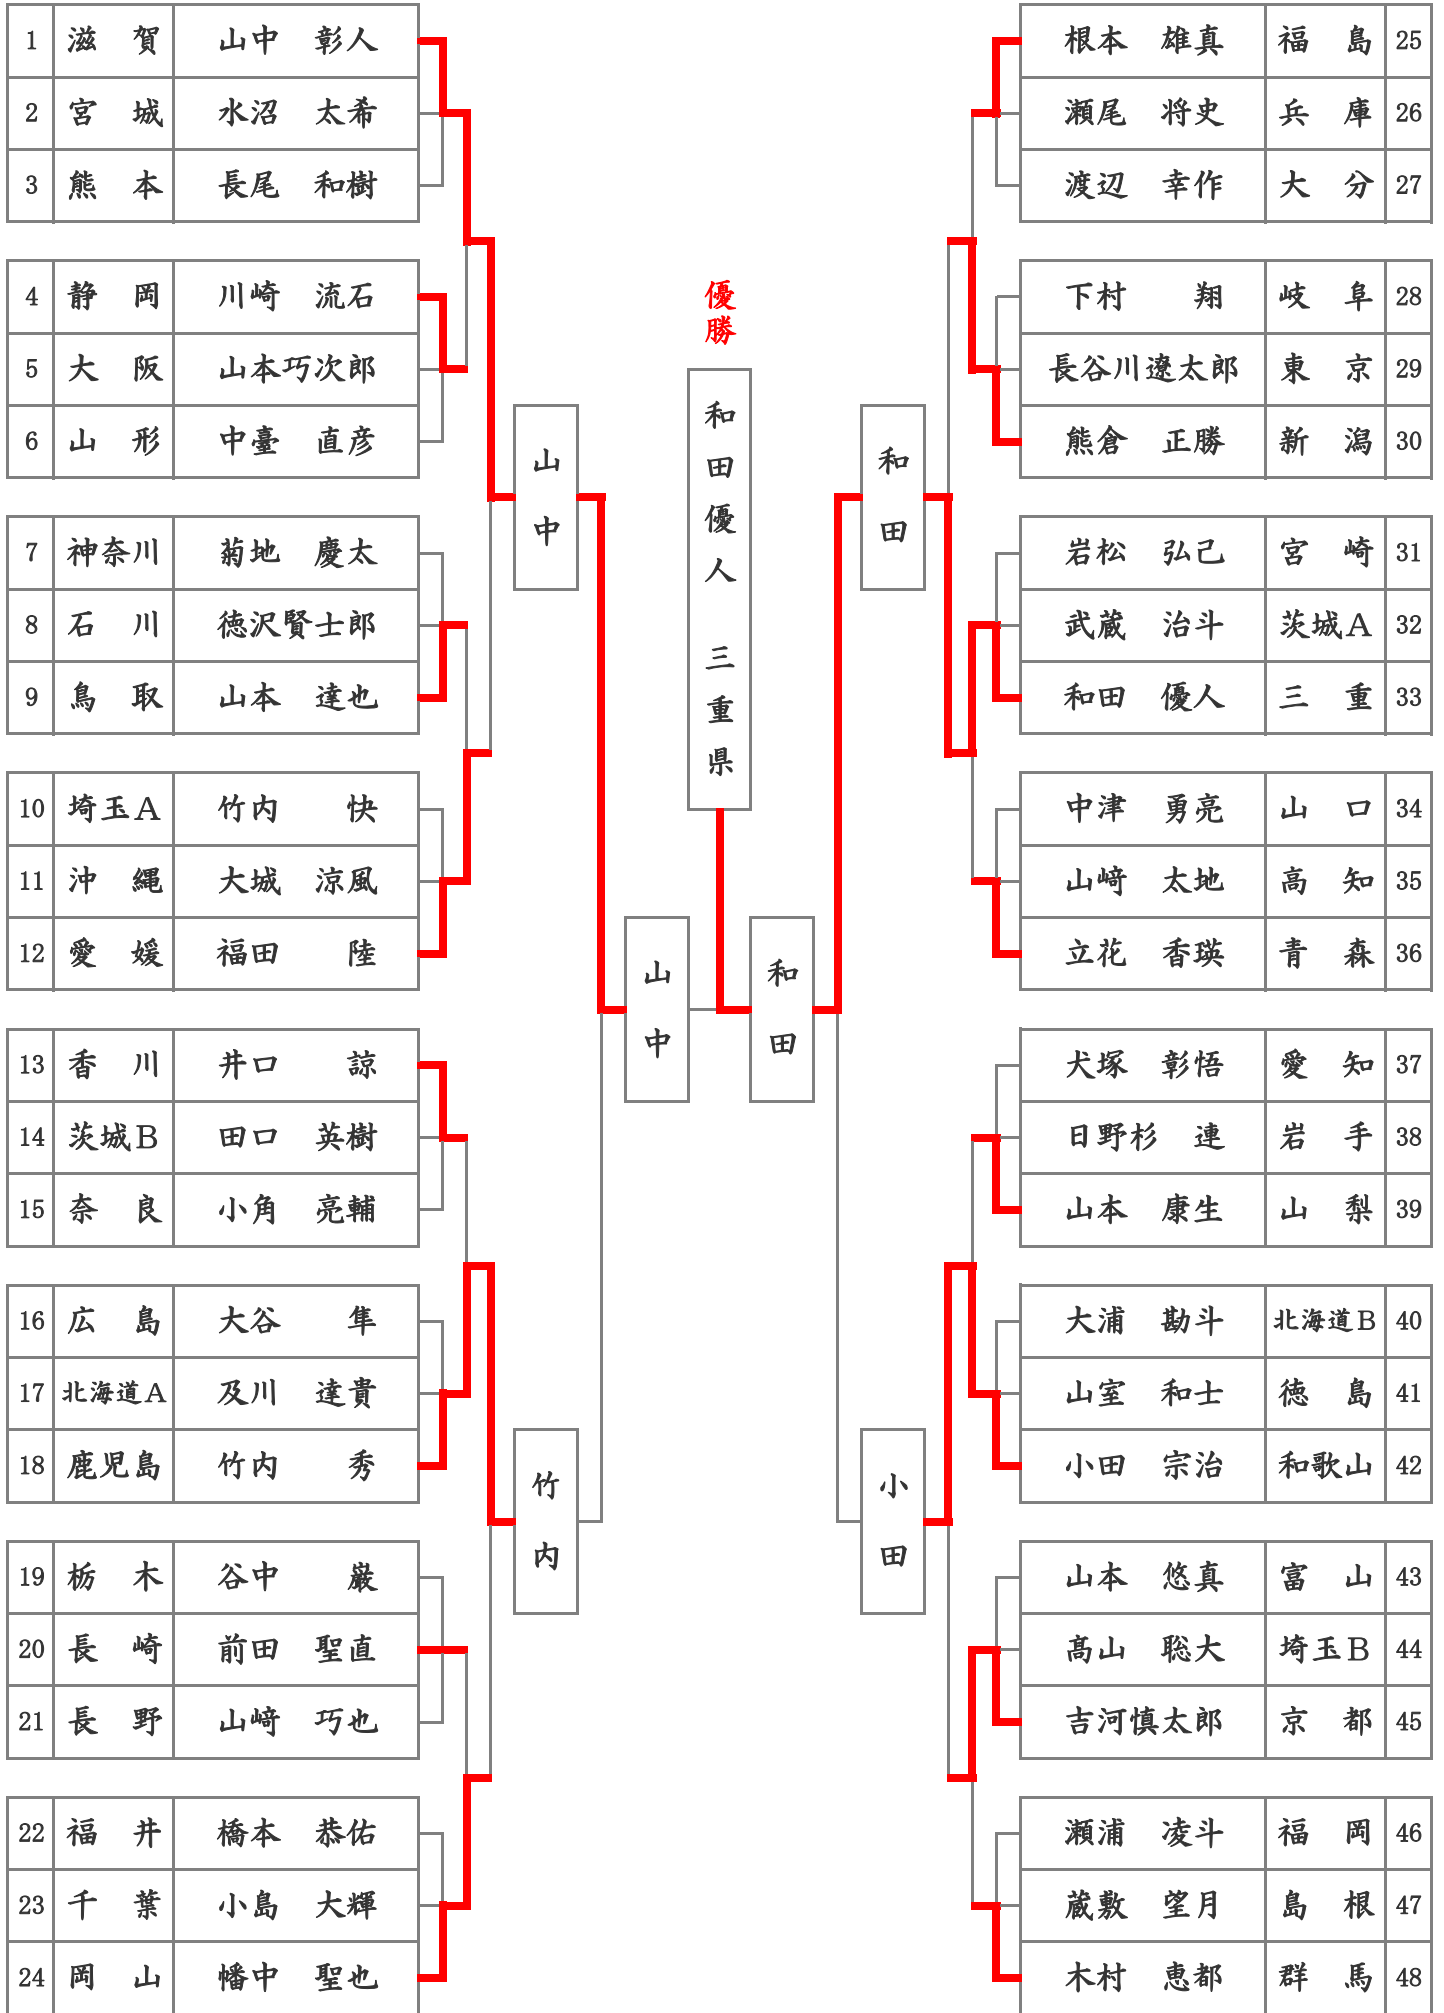 1 滋賀 山中 彰人
2 宮城 水沼 太希
3 熊本 長尾 和樹
4 静岡 川崎 流石
5 大阪 山本巧次郎
6 山形 中臺 直彦
7 神奈川 菊地 慶太
8 石川 徳沢賢士郎
9 鳥取 山本 達也
10 埼玉A 竹内 快
11 沖縄 大城 涼風
12 愛媛 福田 陸
13 香川 井口 諒
14 茨城B 田口 英樹
15 奈良 小角 亮輔
16 広島 大谷 隼
17 北海道A 及川 達貴
18 鹿児島 竹内 秀
19 栃木 谷中 巌
20 長崎 前田 聖直
21 長野 山﨑 巧也
22 福井 橋本 恭佑
23 千葉 小島 大輝
24 岡山 幡中 聖也
山中
竹内
山中
優勝
和田優人 三重県
和田
和田
小田
根本 雄真 福島 25
瀬尾 将史 兵庫 26
渡辺 幸作 大分 27
下村 翔 岐阜 28
長谷川遼太郎 東京 29
熊倉 正勝 新潟 30
岩松 弘己 宮崎 31
武蔵 治斗 茨城A 32
和田 優人 三重 33
中津 勇亮 山口 34
山﨑 太地 高知 35
立花 香瑛 青森 36
犬塚 彰悟 愛知 37
日野杉 連 岩手 38
山本 康生 山梨 39
大浦 勘斗 北海道B 40
山室 和士 徳島 41
小田 宗治 和歌山 42
山本 悠真 富山 43
髙山 聡大 埼玉B 44
吉河慎太郎 京都 45
瀬浦 凌斗 福岡 46
蔵敷 望月 島根 47
木村 恵都 群馬 48